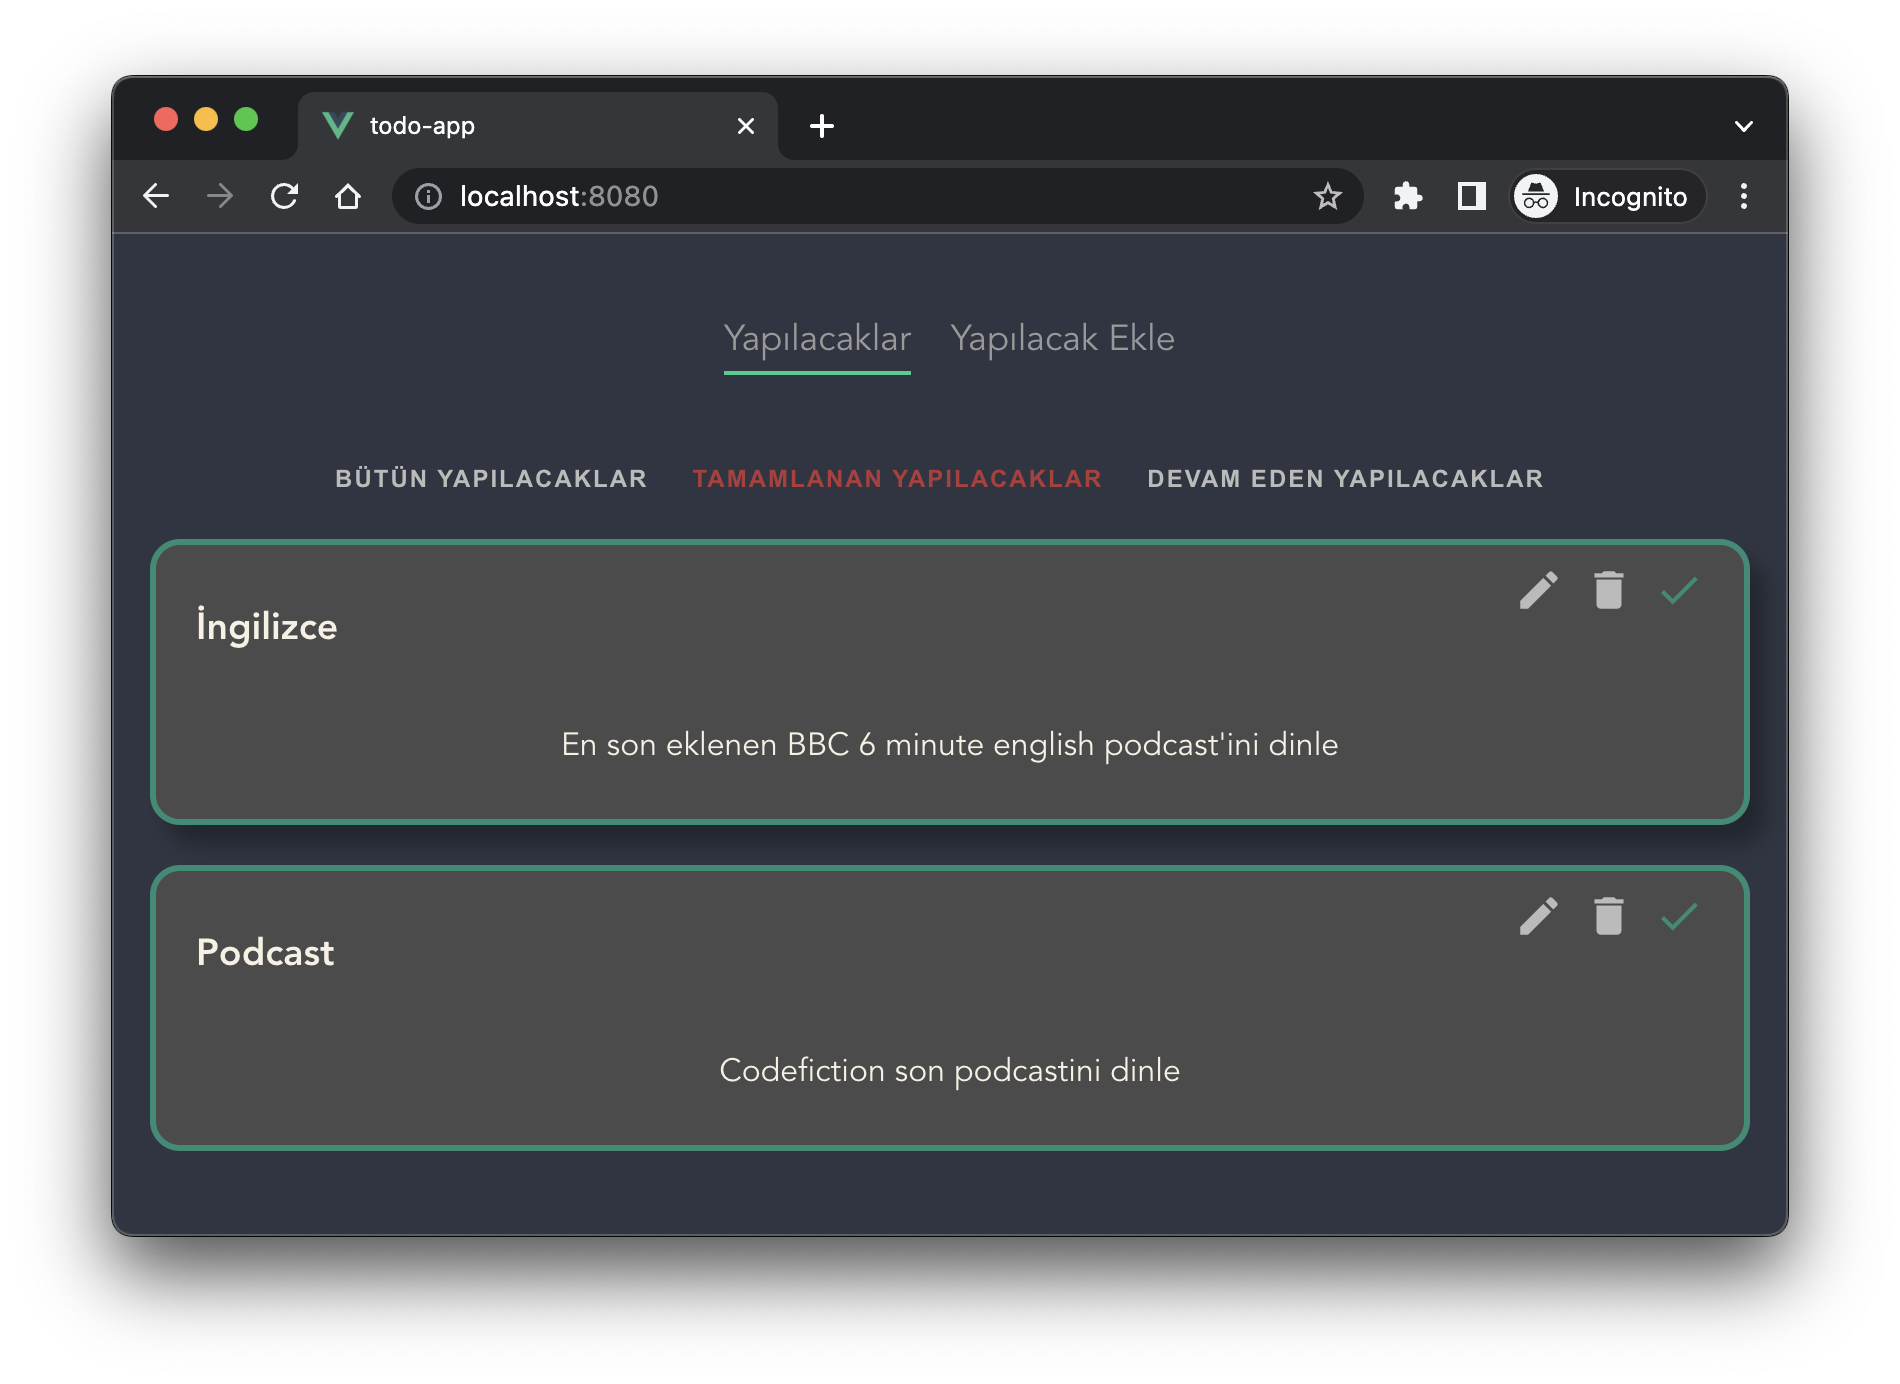 todo-app
localhost:8080
Incognito
Yapılacaklar Yapılacak Ekle
BÜTÜN YAPILACAKLAR TAMAMLANAN YAPILACAKLAR DEVAM EDEN YAPILACAKLAR
İngilizce
En son eklenen BBC 6 minute english podcast'ini dinle
Podcast
Codefiction son podcastini dinle